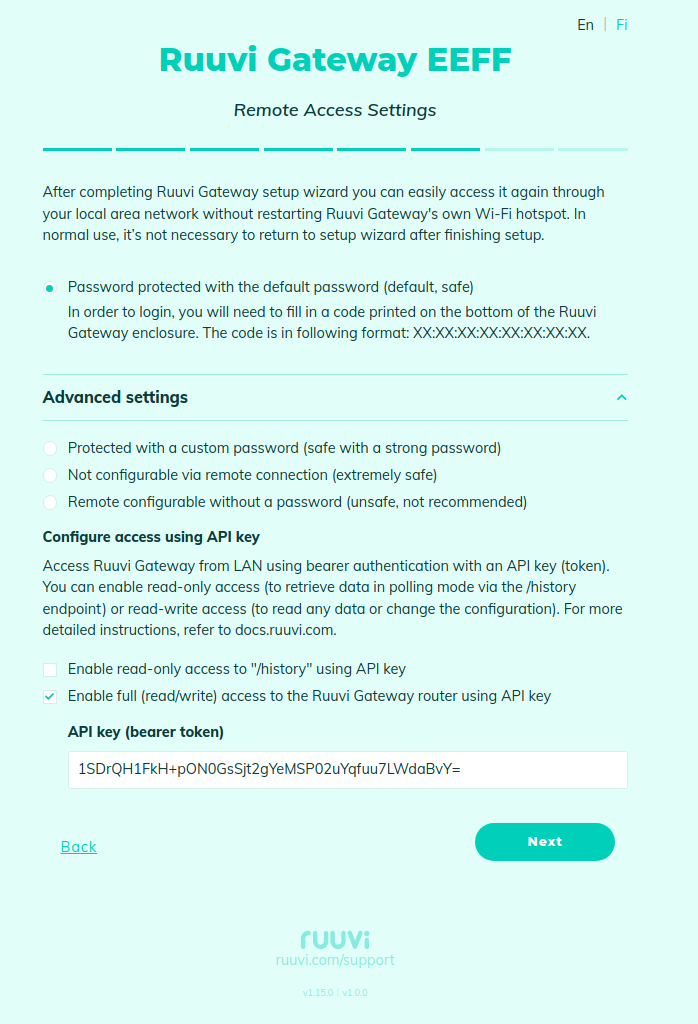 En | Fi
Ruuvi Gateway EEFF
Remote Access Settings
After completing Ruuvi Gateway setup wizard you can easily access it again through
your local area network without restarting Ruuvi Gateway's own Wi-Fi hotspot. In
normal use, it’s not necessary to return to setup wizard after finishing setup.
Password protected with the default password (default, safe)
In order to login, you will need to fill in a code printed on the bottom of the Ruuvi
Gateway enclosure. The code is in following format: XX:XX:XX:XX:XX:XX:XX:XX.
Advanced settings
Protected with a custom password (safe with a strong password)
Not configurable via remote connection (extremely safe)
Remote configurable without a password (unsafe, not recommended)
Configure access using API key
Access Ruuvi Gateway from LAN using bearer authentication with an API key (token).
You can enable read-only access (to retrieve data in polling mode via the /history
endpoint) or read-write access (to read any data or change the configuration). For more
detailed instructions, refer to docs.ruuvi.com.
Enable read-only access to "/history" using API key
Enable full (read/write) access to the Ruuvi Gateway router using API key
API key (bearer token)
1SDrQH1FkH+pON0GsSjt2gYeMSP02uYqfuu7LWdaBvY=
Back
Next
ruuvi
ruuvi.com/support
v1.15.0 | v1.0.0